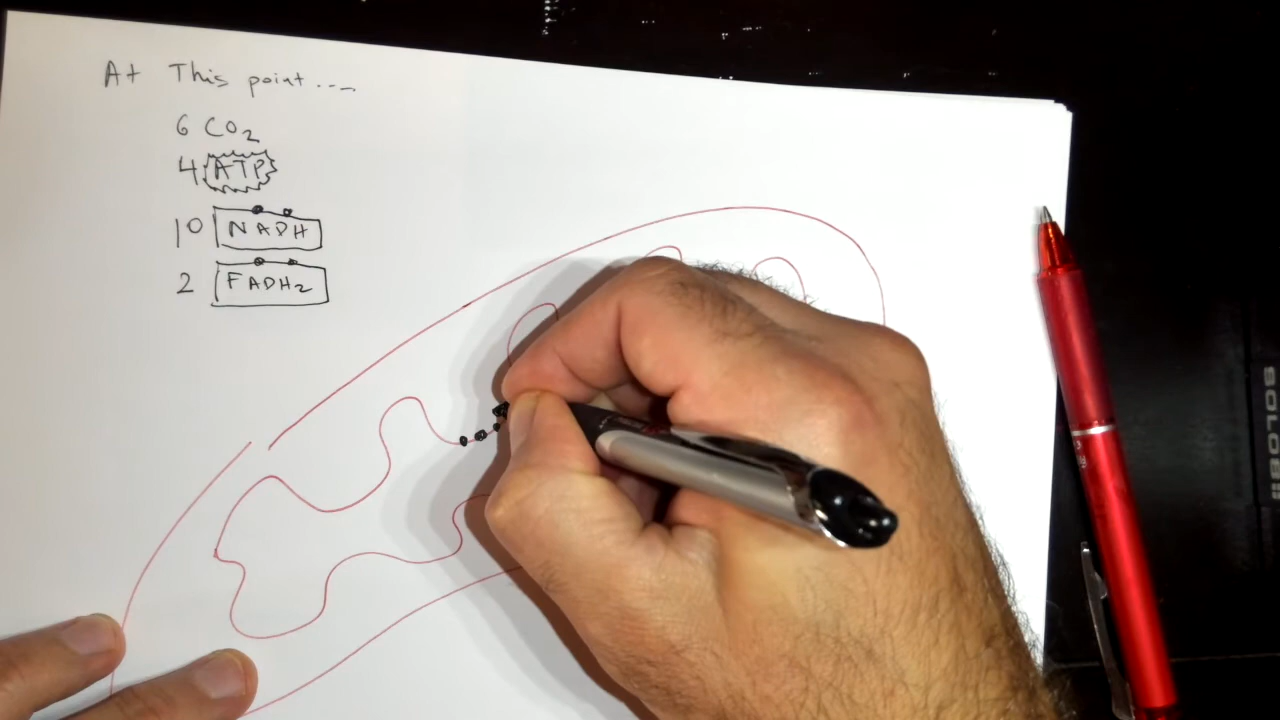 At This point....
6 CO2
4 ATP
10 NADH
2 FADH2